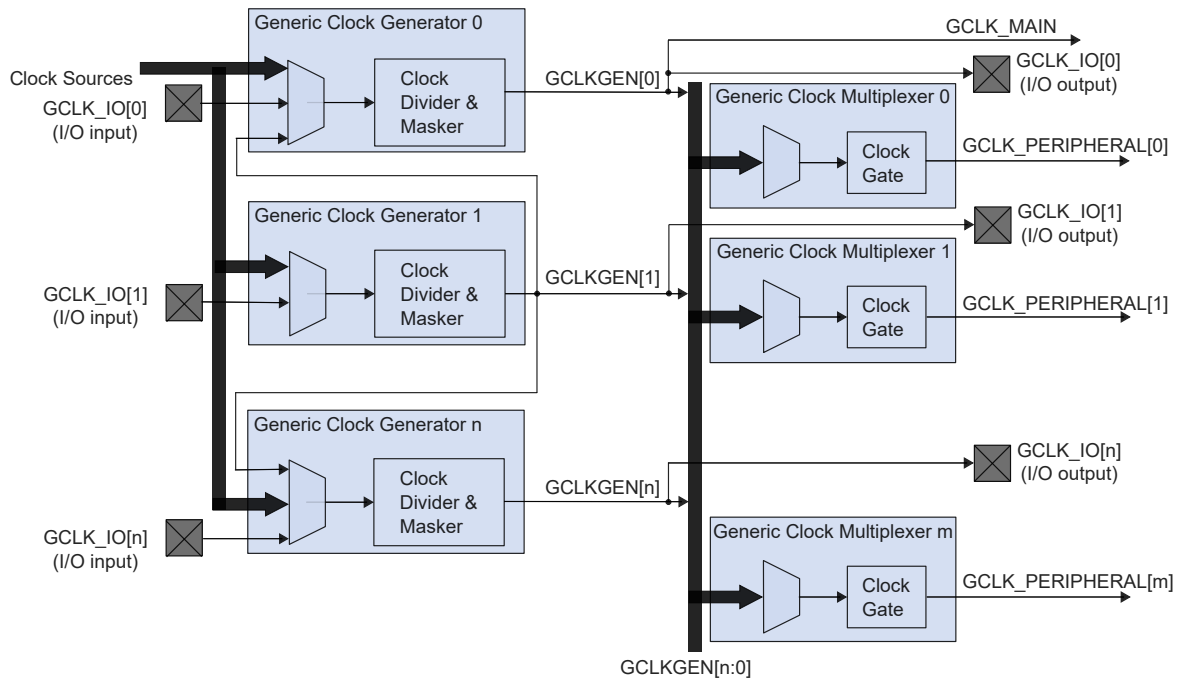 Generic Clock Generator 0
GCLK_MAIN
Clock Sources
Clock
Divider &
Masker
GCLKGEN[0]
GCLK_IO[0]
(I/O output)
GCLK_IO[0]
(I/O input)
Generic Clock Multiplexer 0
Clock
Gate
GCLK_PERIPHERAL[0]
Generic Clock Generator 1
GCLK_IO[1]
(I/O output)
Clock
Divider &
Masker
GCLKGEN[1]
Generic Clock Multiplexer 1
GCLK_IO[1]
(I/O input)
Clock
Gate
GCLK_PERIPHERAL[1]
Generic Clock Generator n
GCLK_IO[n]
(I/O output)
Clock
Divider &
Masker
GCLKGEN[n]
GCLK_IO[n]
(I/O input)
Generic Clock Multiplexer m
Clock
Gate
GCLK_PERIPHERAL[m]
GCLKGEN[n:0]